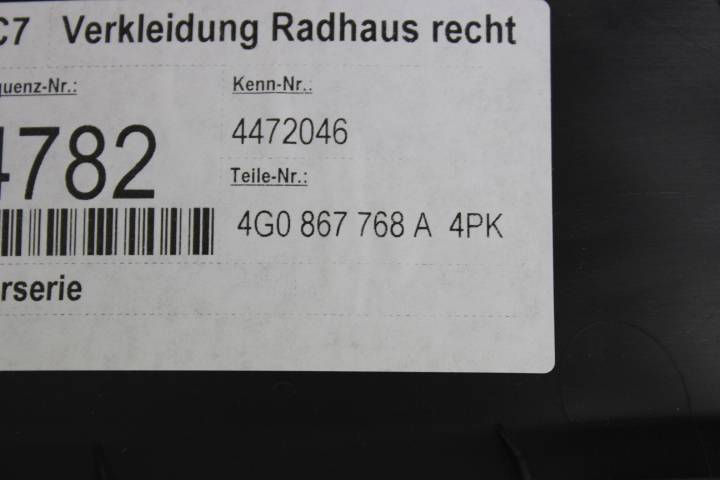 C7 Verkleidung Radhaus recht
quenz-Nr.:
Kenn-Nr..
4782
4472046
Teile-Nr.:
4G0 867 768 A 4PK
rserie